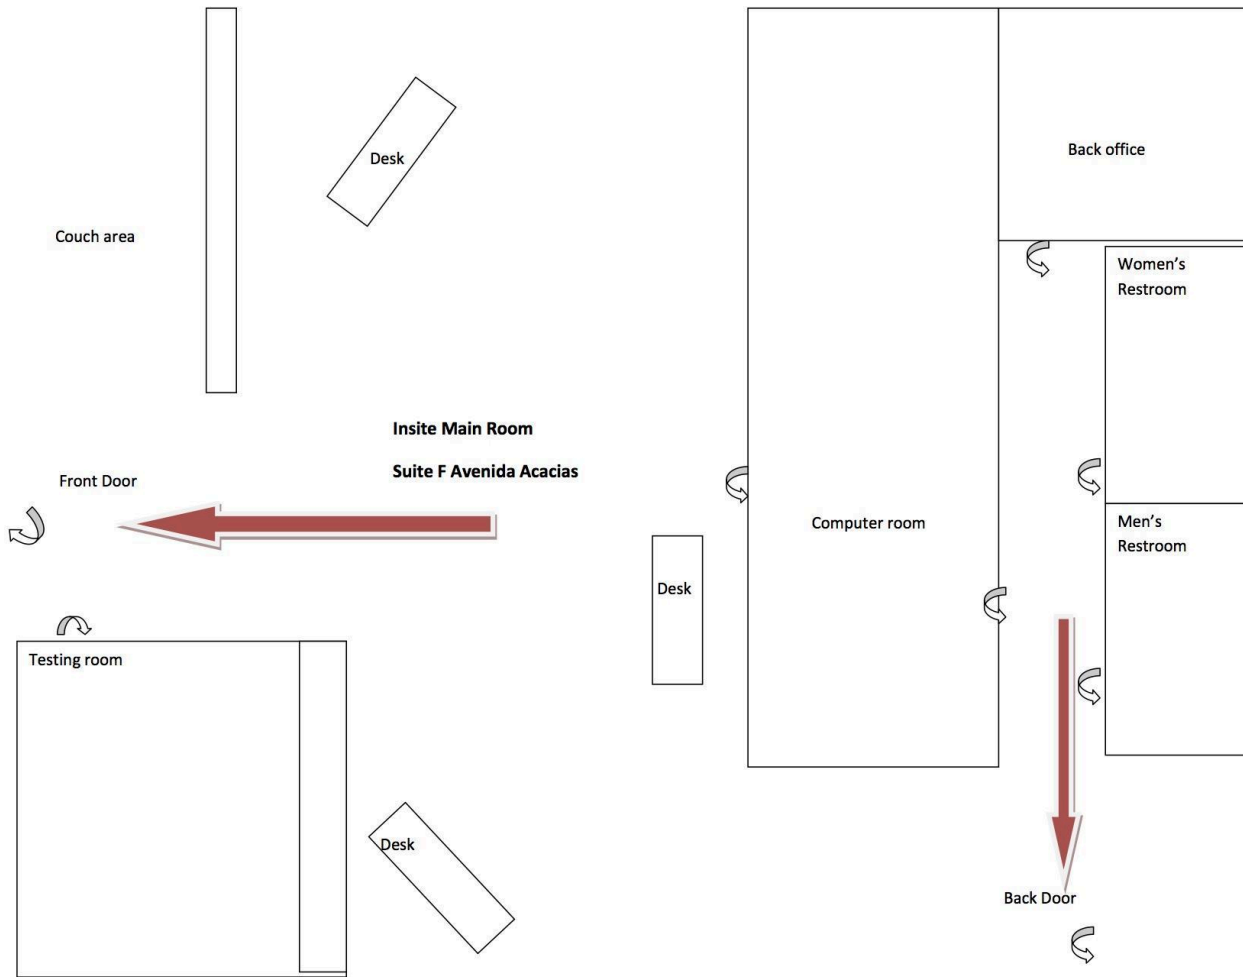 Desk
Back office
Couch area
Women's
Restroom
Insite Main Room
Suite F Avenida Acacias
Front Door
Computer room
Men's
Restroom
Desk
Testing room
Desk
Back Door